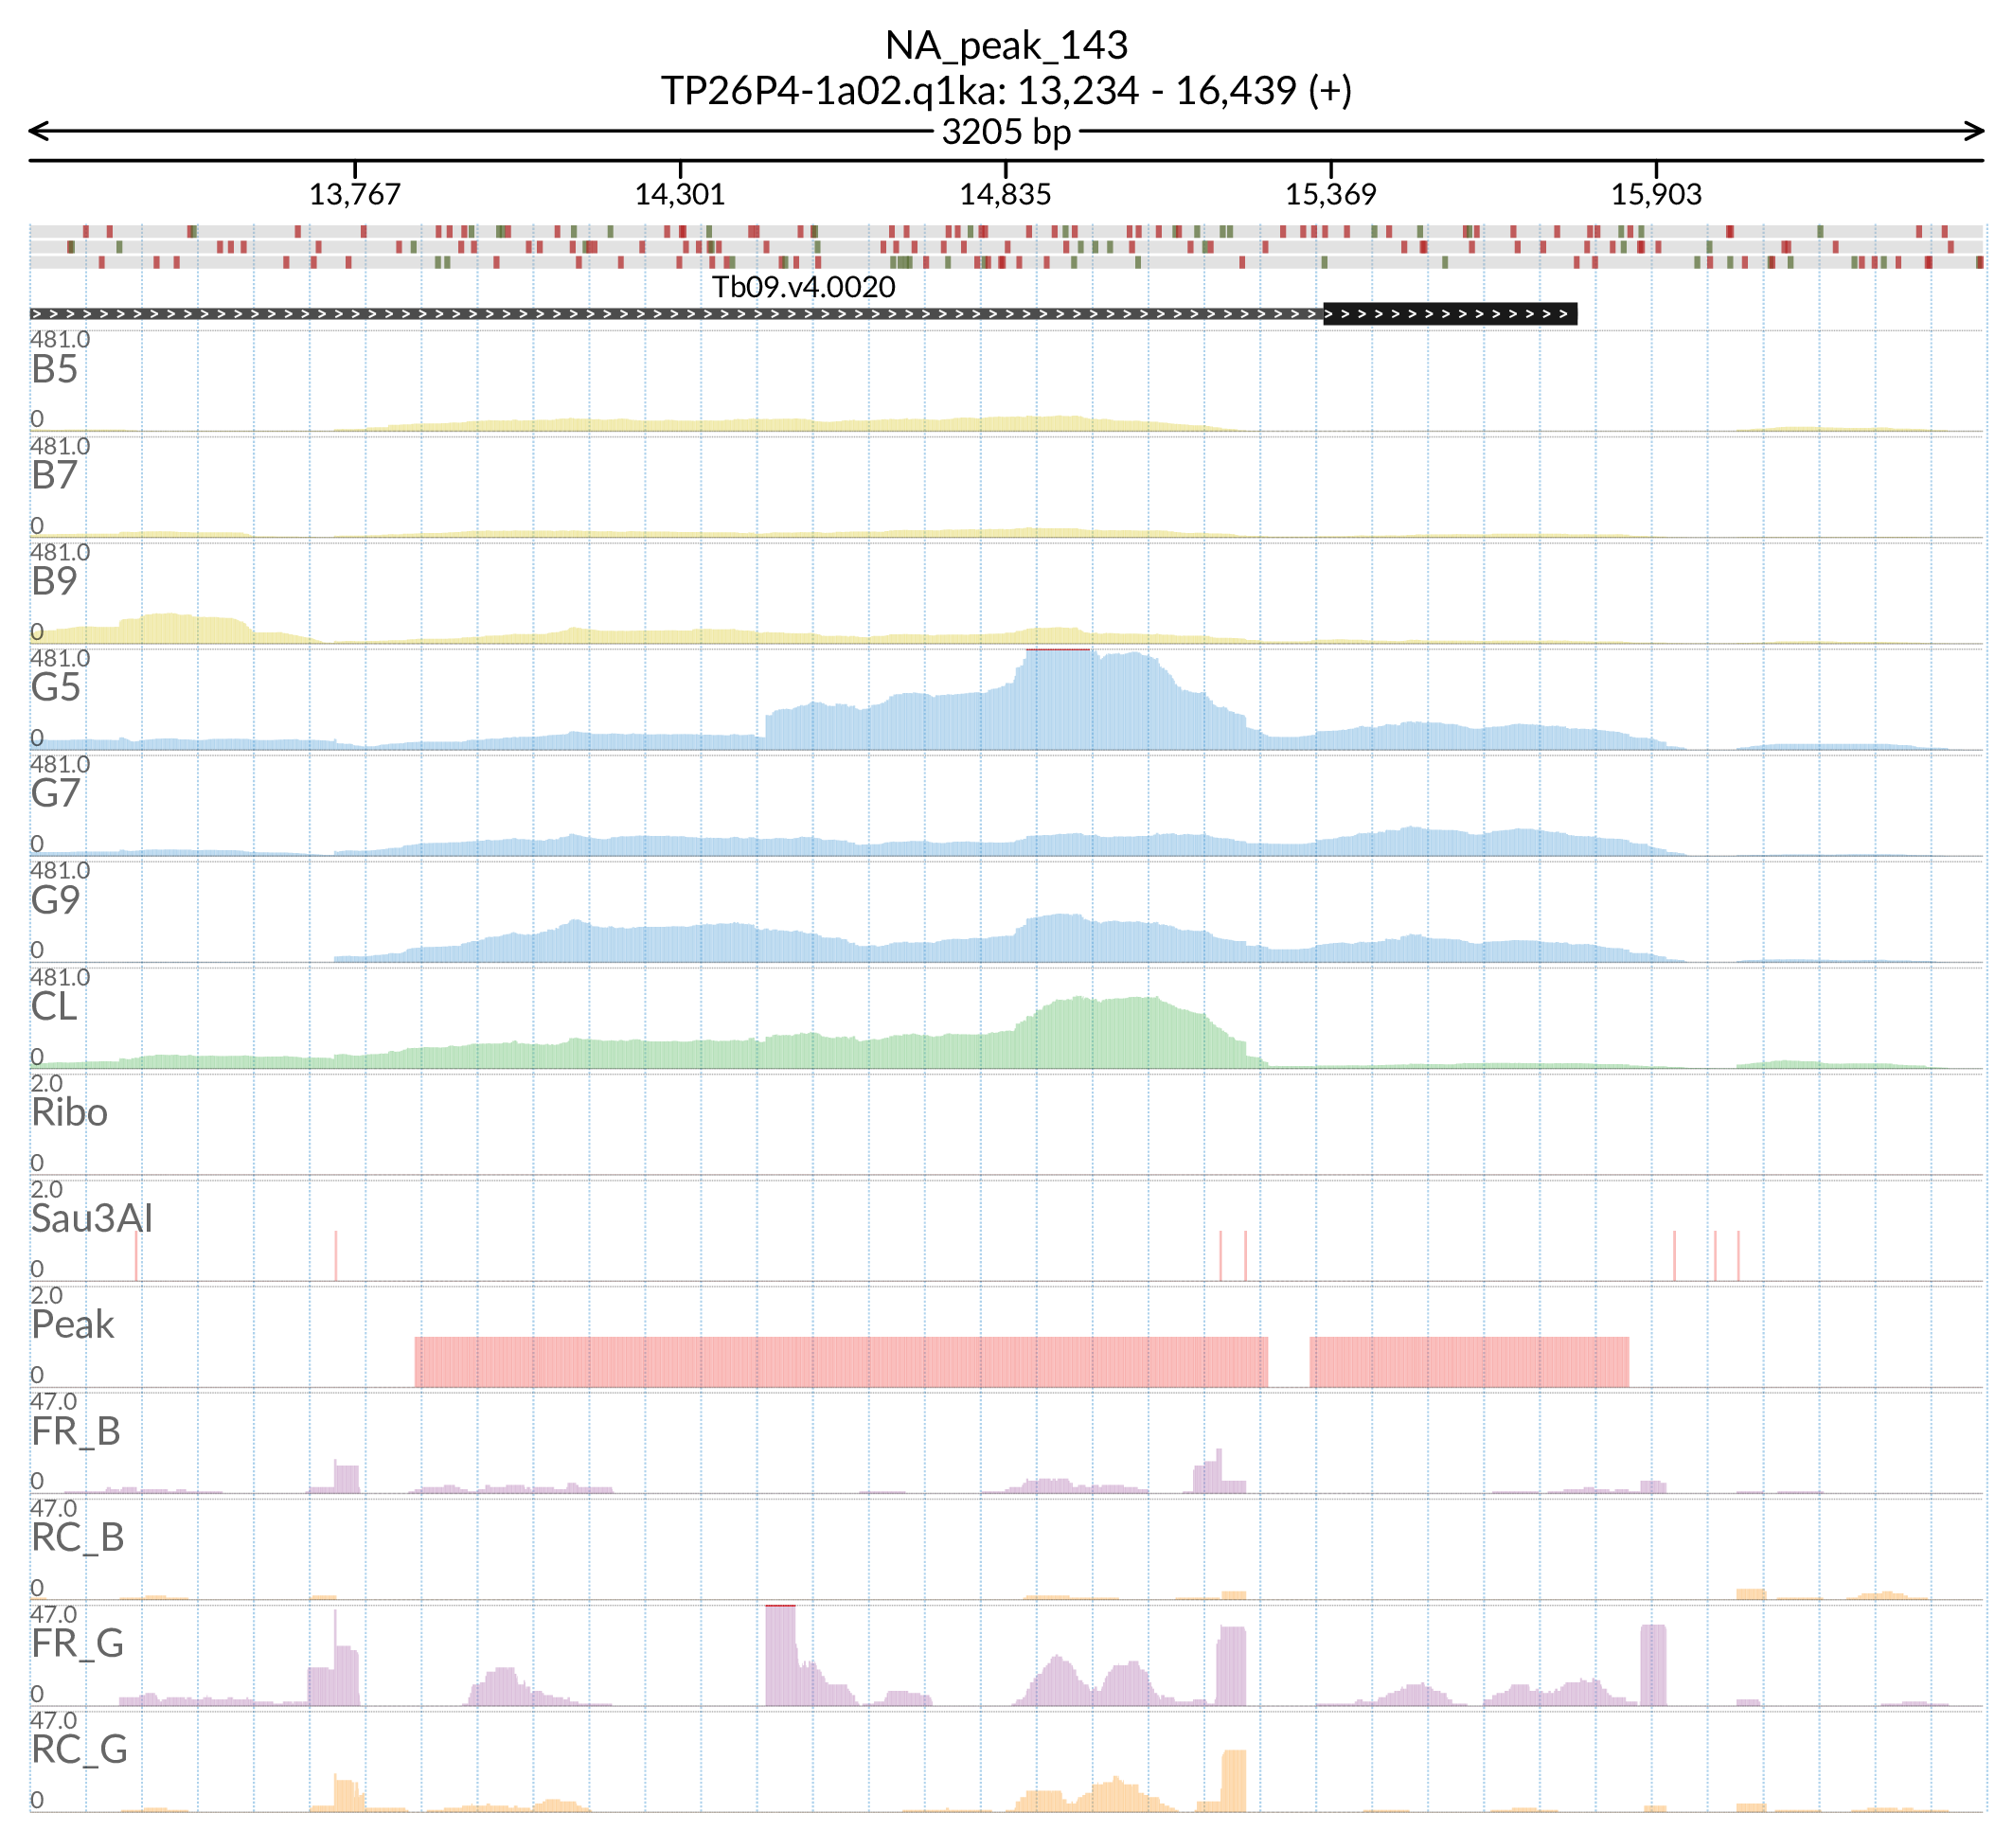 NA_peak_143
TP26P4-1a02.q1ka: 13,234 - 16,439 (+)
3205 bp
13,767 14,301 14,835 15,369 15,903
Tb09.v4.0020
481.0
B5
0
481.0
B7
0
481.0
B9
0
481.0
G5
0
481.0
G7
0
481.0
G9
0
481.0
CL
0
2.0
Ribo
0
2.0
Sau3AI
0
2.0
Peak
0
47.0
FR_B
0
47.0
RC_B
0
47.0
FR_G
0
47.0
RC_G
0